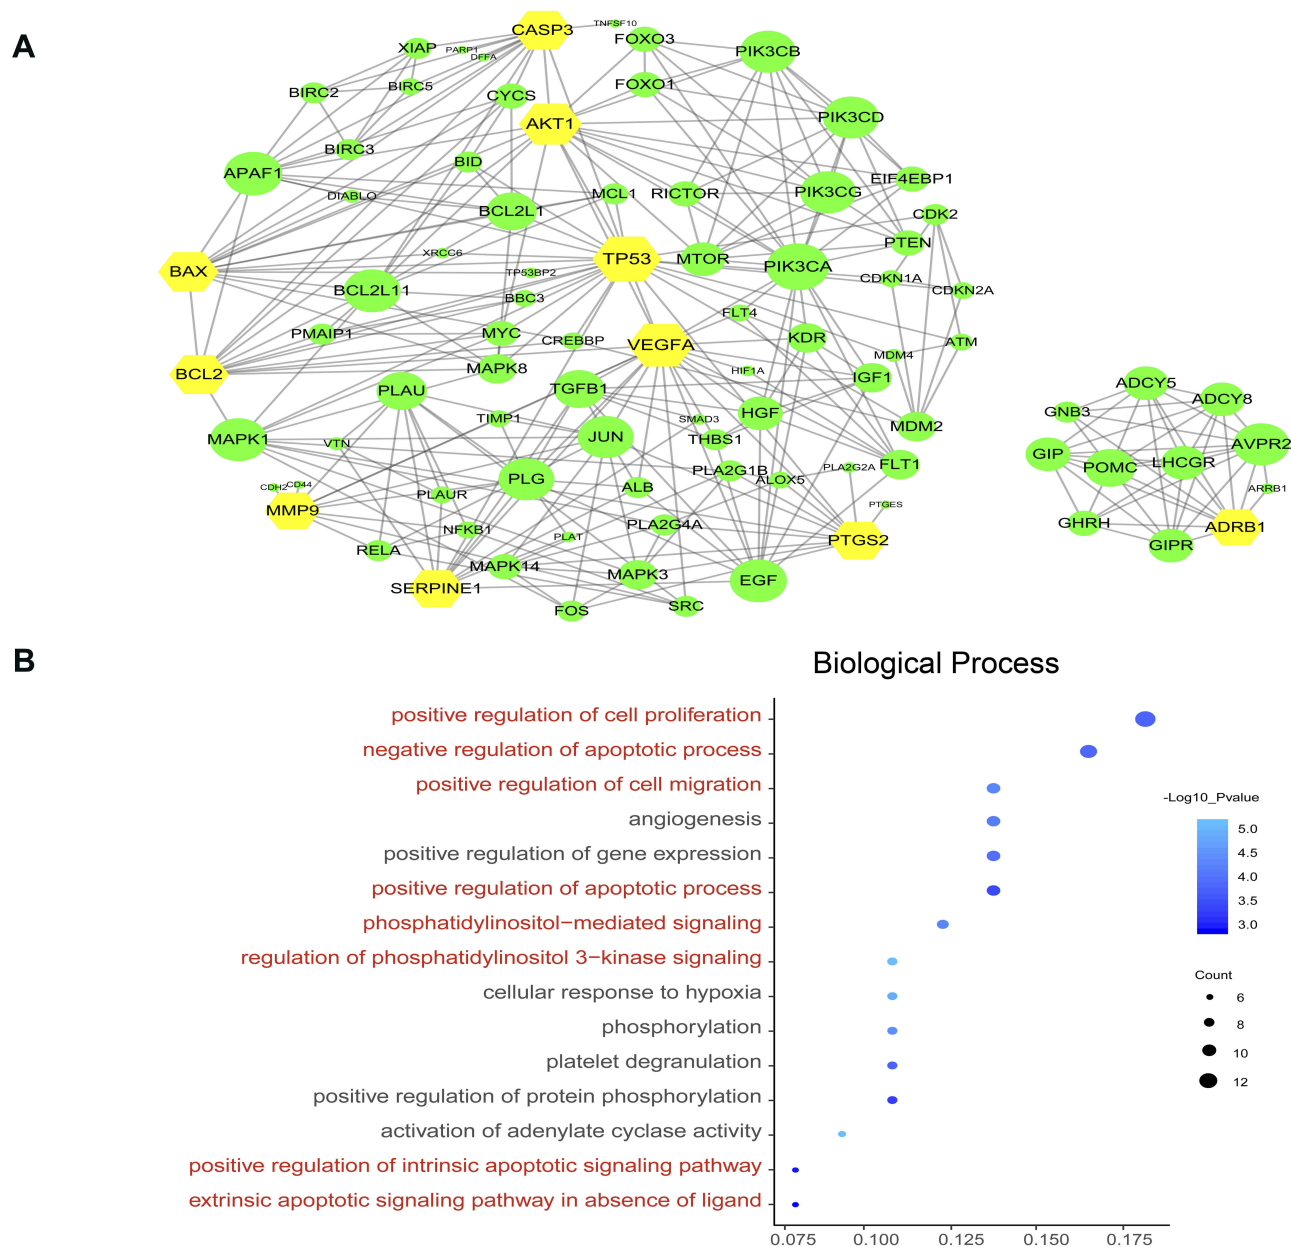 A
CASP3
TNFSF10
FOXO3
XIAP
PARP1
DFFA
PIK3CB
BIRC2
BIRC5
CYCS
FOXO1
AKT1
PIK3CD
BIRC3
BID
APAF1
DIABLO
MCL1
RICTOR
PIK3CG
EIF4EBP1
BCL2L1
CDK2
XRCC6
PTEN
BAX
TP53BP2
TP53
MTOR
PIK3CA
CDKN1A
CDKN2A
BCL2L11
BBC3
FLT4
PMAIP1
MYC
CREBBP
VEGFA
KDR
MDM4
ATM
BCL2
MAPK8
HIF1A
IGF1
PLAU
TGFB1
ADCY5
ADCY8
TIMP1
SMAD3
HGF
GNB3
MAPK1
VTN
JUN
THBS1
MDM2
AVPR2
GIP
POMC
LHCGR
CDH2
CD44
PLG
PLA2G1B
ALOX5
PLA2G2A
FLT1
MMP9
PLAUR
ALB
PTGES
ARRB1
NFKB1
PLAT
PLA2G4A
PTGS2
GHRH
ADRB1
RELA
GIPR
SERPINE1
MAPK14
MAPK3
EGF
FOS
SRC
B
Biological Process
positive regulation of cell proliferation
negative regulation of apoptotic process
positive regulation of cell migration
angiogenesis
positive regulation of gene expression
positive regulation of apoptotic process
phosphatidylinositol−mediated signaling
regulation of phosphatidylinositol 3−kinase signaling
cellular response to hypoxia
phosphorylation
platelet degranulation
positive regulation of protein phosphorylation
activation of adenylate cyclase activity
positive regulation of intrinsic apoptotic signaling pathway
extrinsic apoptotic signaling pathway in absence of ligand
-Log10_Pvalue
5.0
4.5
4.0
3.5
3.0
Count
6
8
10
12
0.075 0.100 0.125 0.150 0.175